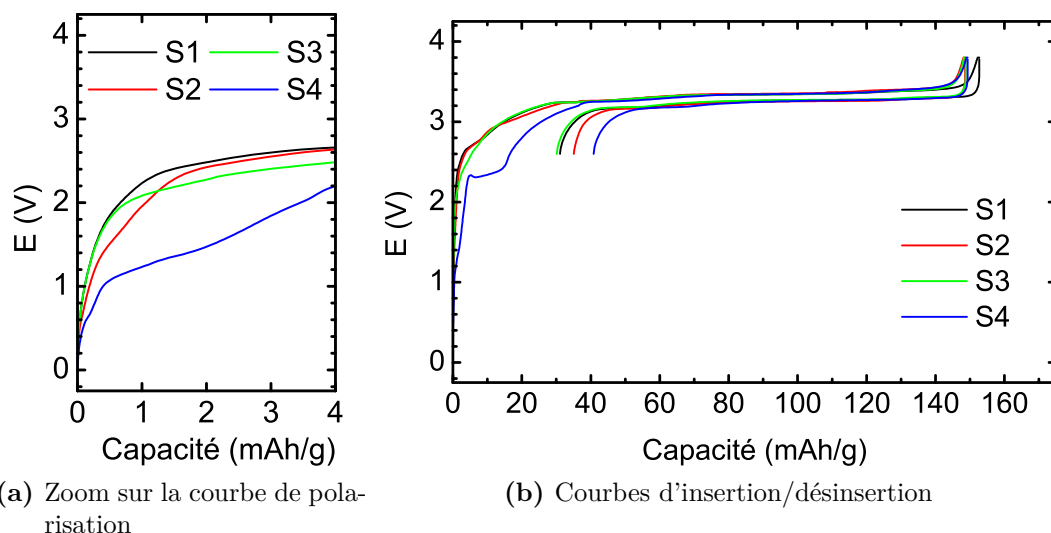 4
3
2
1
0
E (V)
S1
S3
S2
S4
0
1
2
3
4
Capacité (mAh/g)
(a) Zoom sur la courbe de pola-
risation
4
3
2
1
0
E (V)
S1
S2
S3
S4
0
20
40
60
80
100
120
140
160
Capacité (mAh/g)
(b) Courbes d'insertion/désinsertion